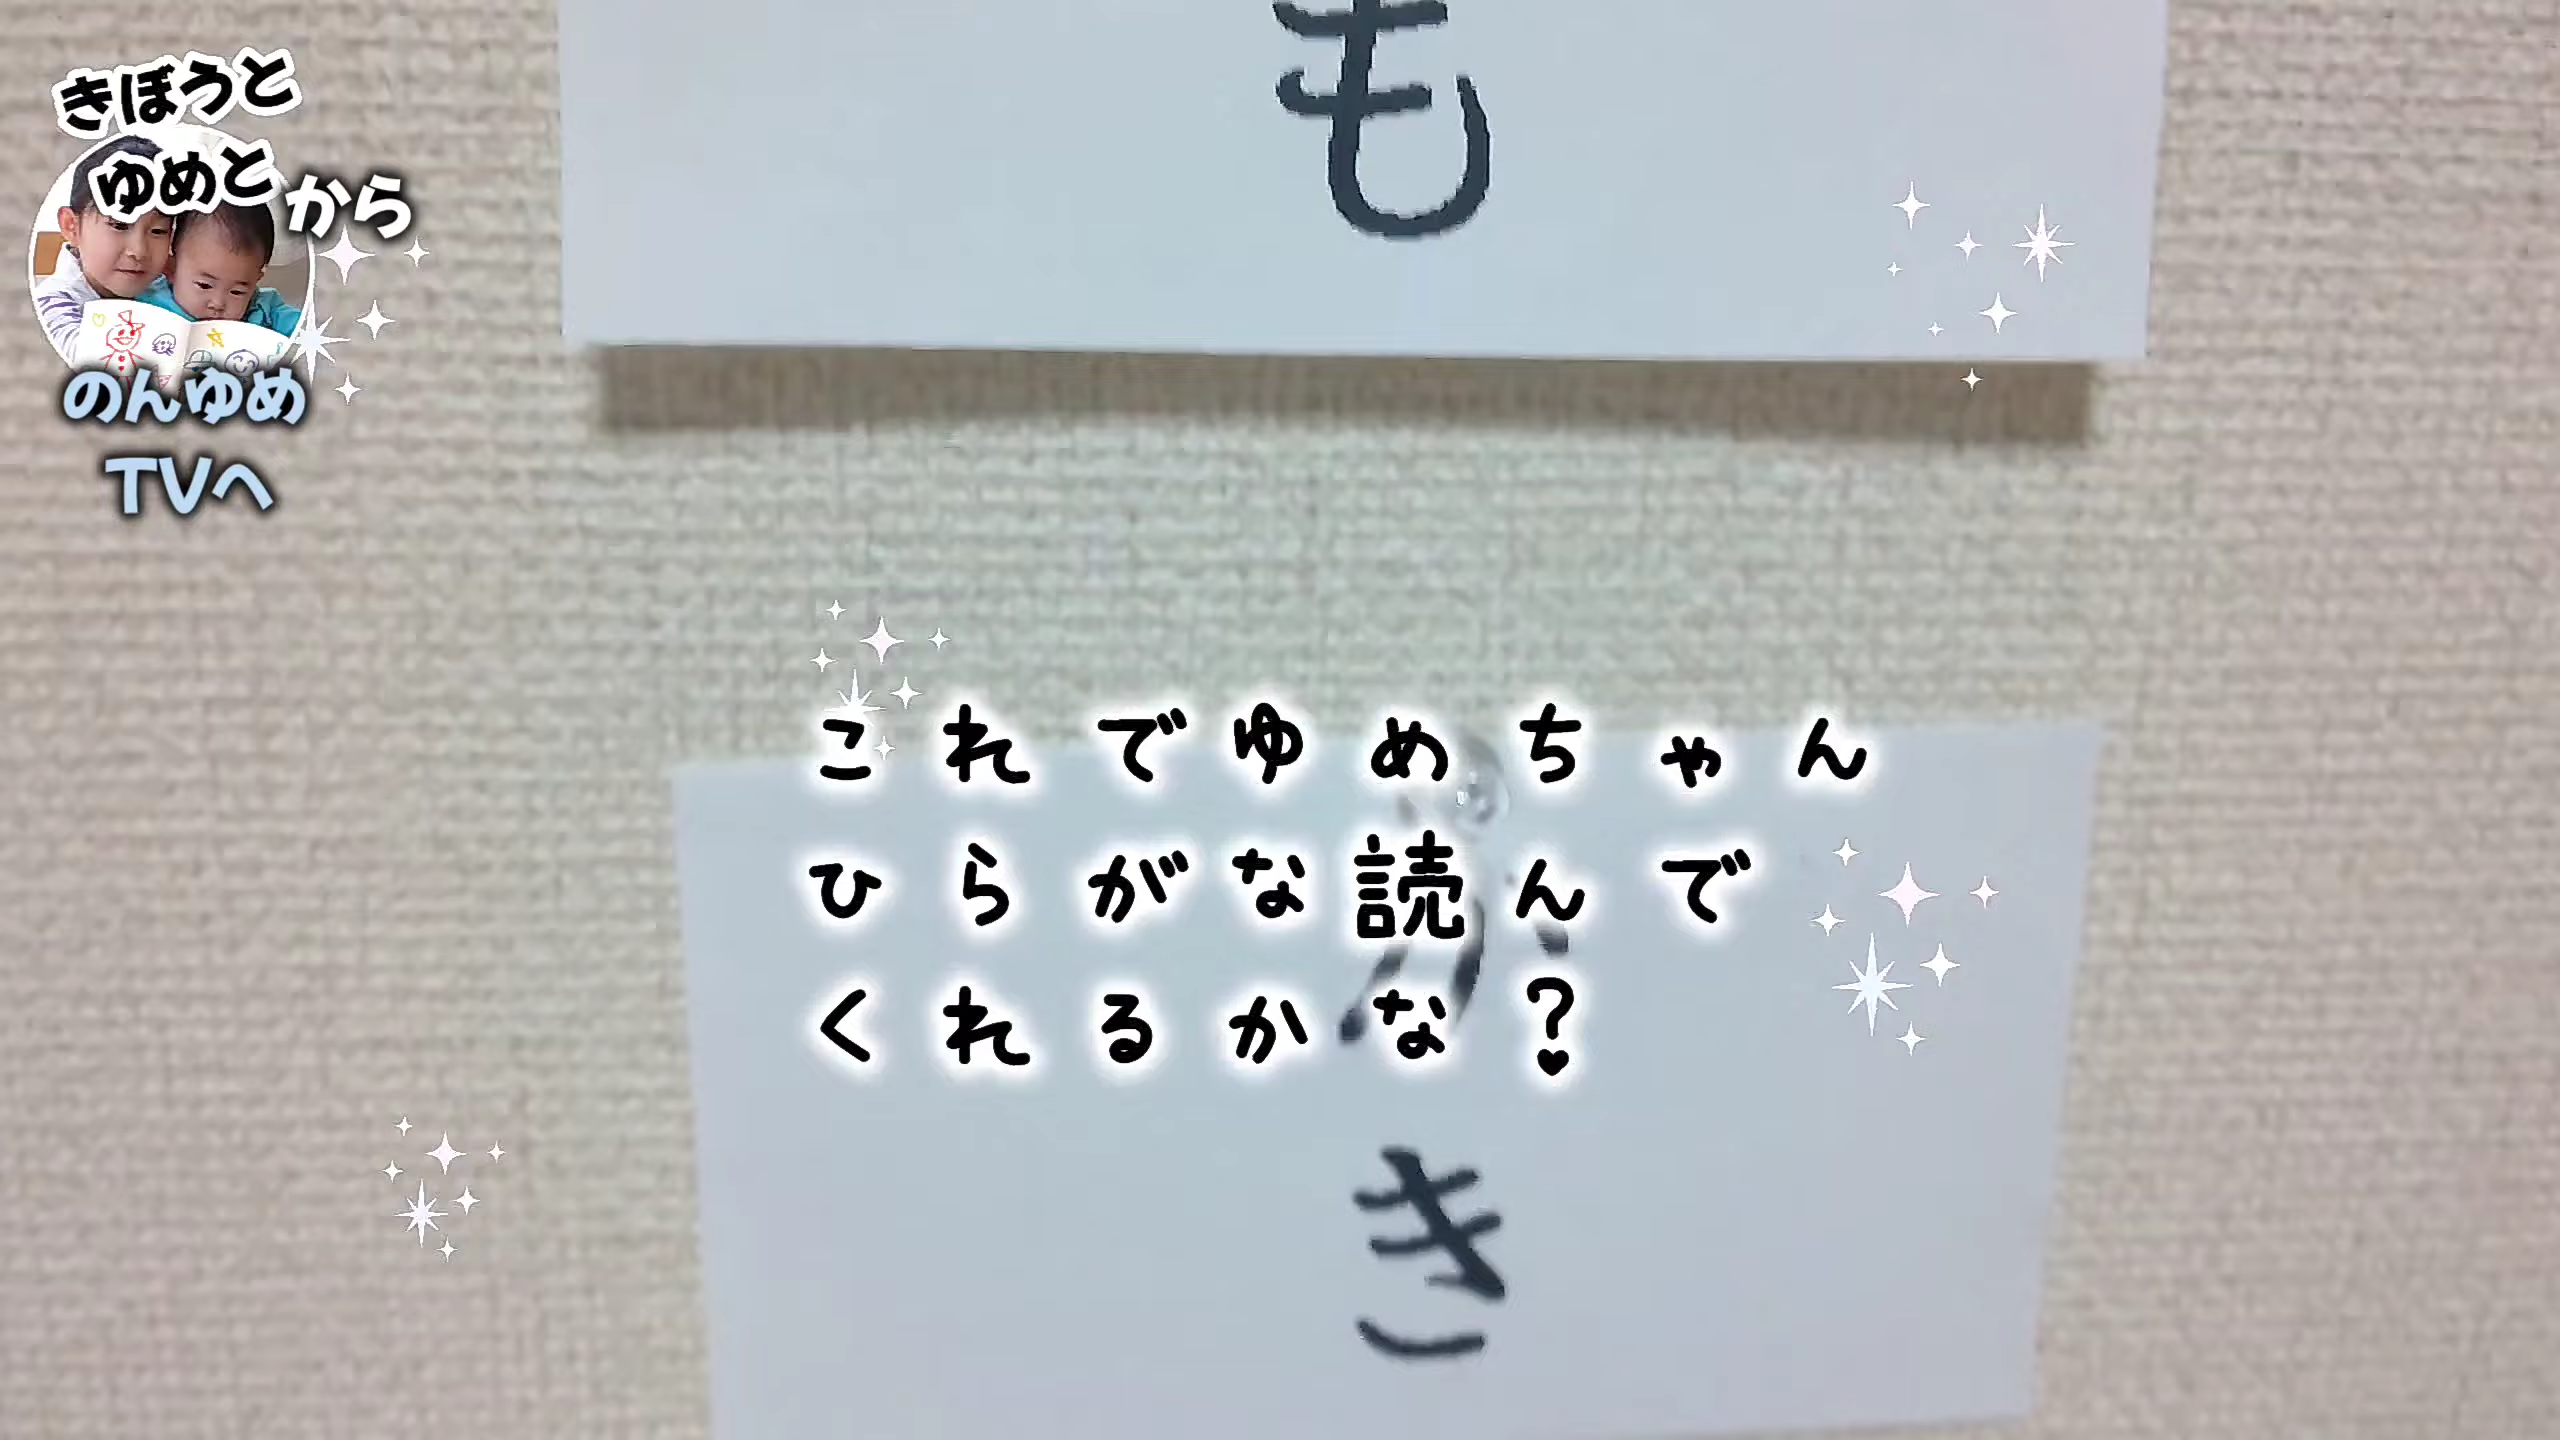 きぼうと
ゆめとから
のんゆめ
TVへ
も
これでゆめちゃん
ひらがな読んで
くれるかな?
き